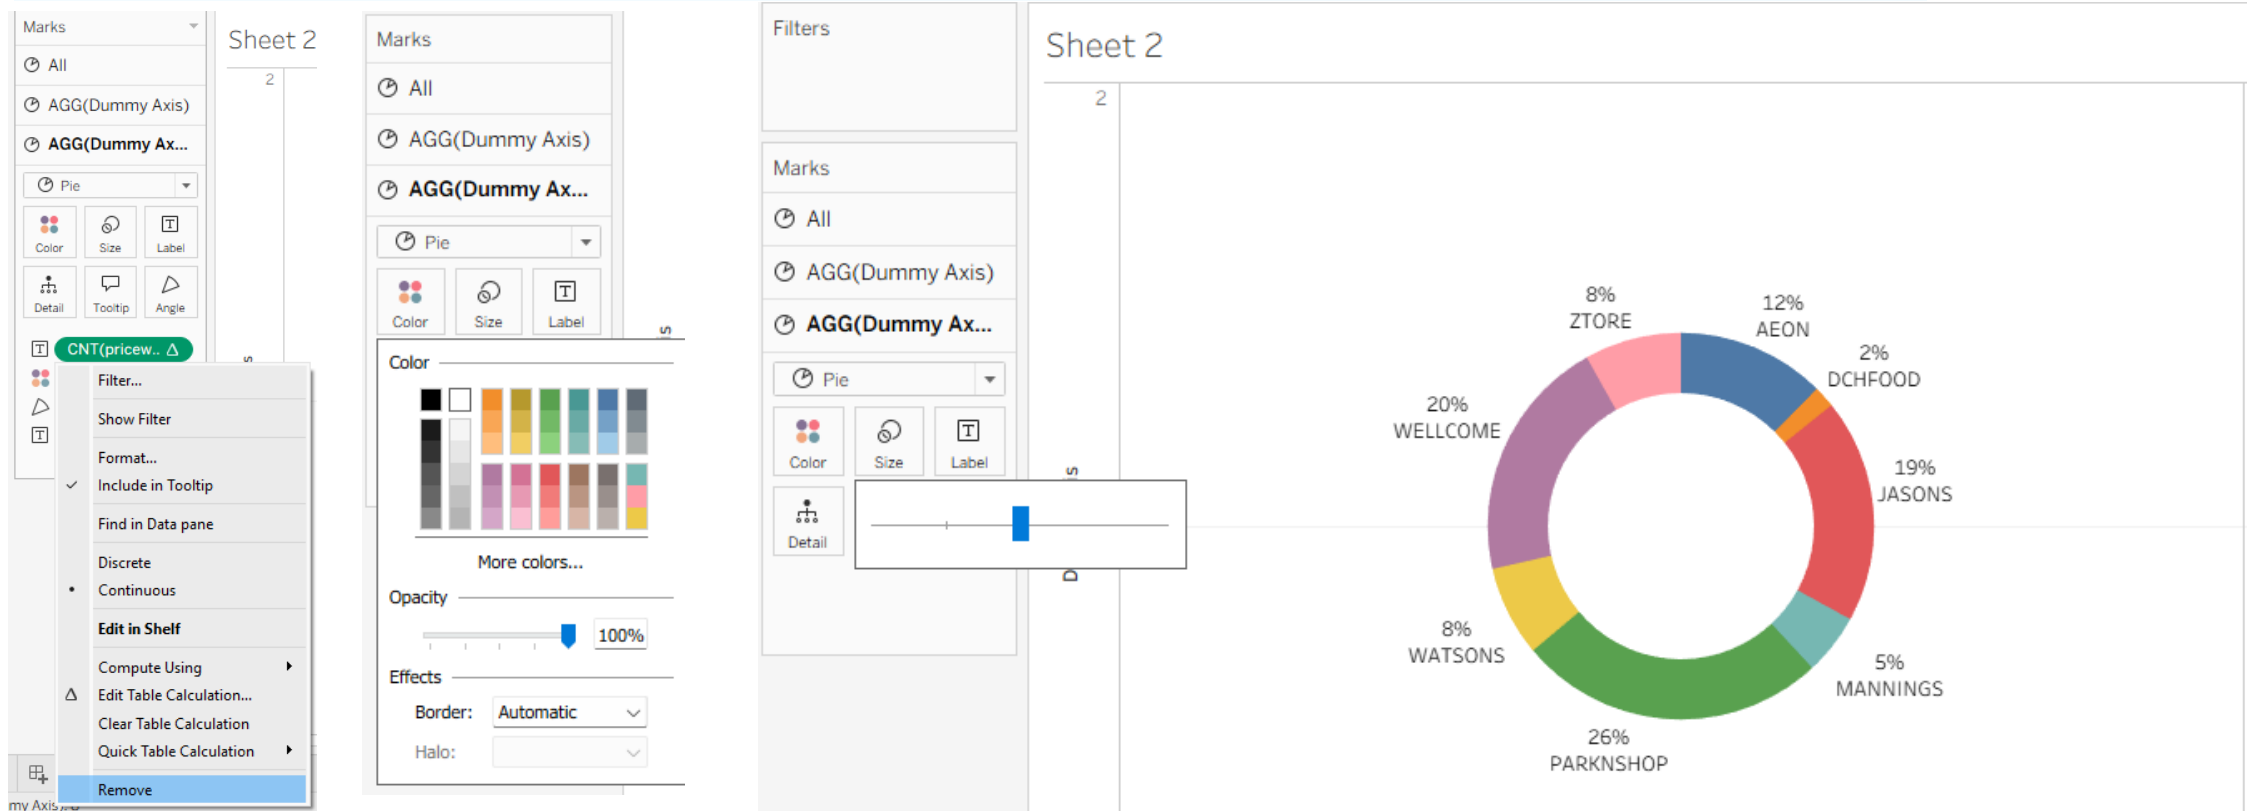 Marks
All
AGG(Dummy Axis)
AGG(Dummy Ax...
Pie
Color
Size
Label
Detail
Tooltip
Angle
CNT(pricew..
Filter...
Show Filter
Format...
Include in Tooltip
Find in Data pane
Discrete
Continuous
Edit in Shelf
Compute Using
Edit Table Calculation...
Clear Table Calculation
Quick Table Calculation
Remove
Sheet 2
2
Marks
All
AGG(Dummy Axis)
AGG(Dummy Ax...
Pie
Color
Size
Label
Color
More colors...
Opacity
100%
Effects
Border:
Automatic
Halo:
Filters
Marks
All
AGG(Dummy Axis)
AGG(Dummy Ax...
Pie
Color
Size
Label
Detail
Sheet 2
2
8%
ZTORE
12%
AEON
2%
DCHFOOD
20%
WELLCOME
19%
JASONS
8%
WATSONS
5%
MANNINGS
26%
PARKNSHOP